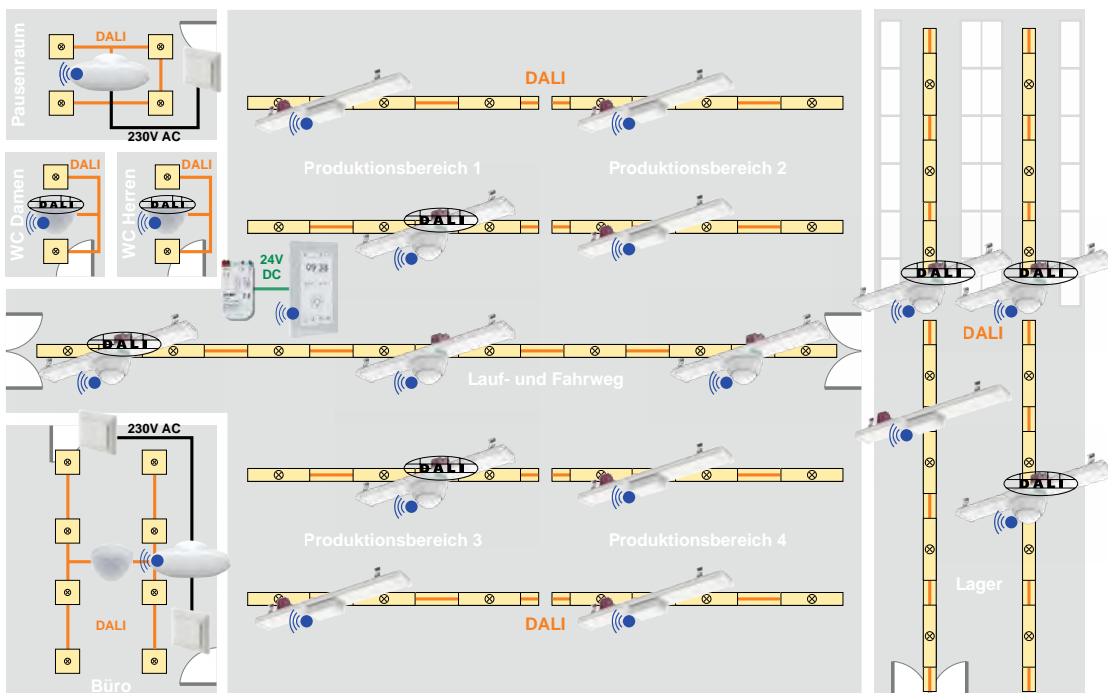 Pausenraum
DALI
230V AC
WC Damen
DALI
DALI
WC Herren
DALI
DALI
DALI
Produktionsbereich 1
Produktionsbereich 2
DALI
24V
DC
09 38
DALI
Lauf- und Fahrweg
DALI
DALI
DALI
Lager
DALI
230V AC
DALI
Büro
DALI
Produktionsbereich 3
Produktionsbereich 4
DALI